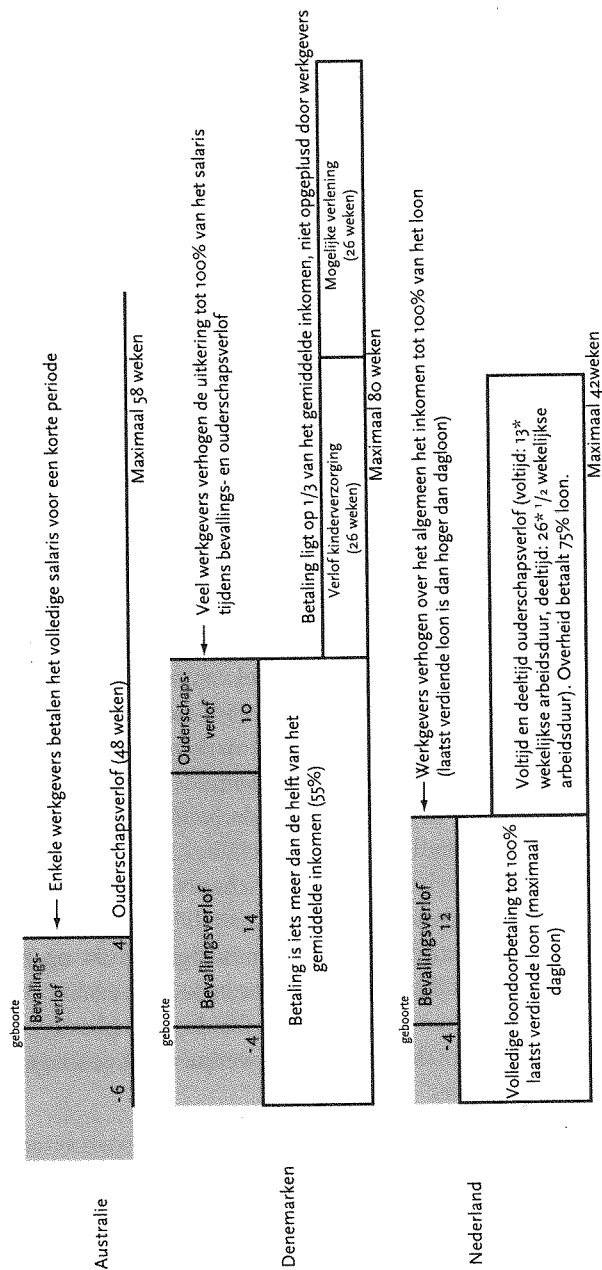 Australie
geboorte
-6
Bevallings-
verlof
4
Enkele werkgevers betalen het volledige salaris voor een korte periode
Ouderschapsverlof (48 weken)
Maximaal 58 weken
Denemarken
geboorte
-4
Bevallingsverlof
14
Ouderschaps-
verlof
10
Veel werkgevers verhogen de uitkering tot 100% van het salaris
tijdens bevallings- en ouderschapsverlof
Betaling is iets meer dan de helft van het
gemiddelde inkomen (55%)
Betaling ligt op 1/3 van het gemiddelde inkomen, niet opgeplusd door werkgevers
Verlof kinderverzorging
(26 weken)
Mogelijke verlening
(26 weken)
Maximaal 80 weken
Nederland
geboorte
-4
Bevallingsverlof
12
Werkgevers verhogen over het algemeen het inkomen tot 100% van het loon
(laatst verdiende loon is dan hoger dan dagloon)
Volledige loondoorbetaling tot 100%
laatst verdiende loon (maximaal
dagloon)
Voltijd en deeltijd ouderschapsverlof (voltijd: 13*
wekelijkse arbeidsduur, deeltijd: 26* 1/2 wekelijkse
arbeidsduur). Overheid betaalt 75% loon.
Maximaal 42weken